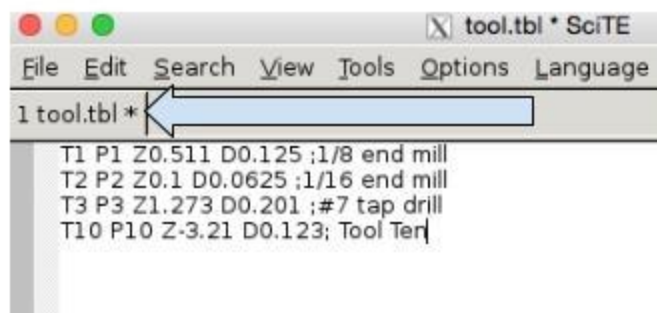 tool.tbl * SciTE
File Edit Search View Tools Options Language
1 tool.tbl *
T1 P1 Z0.511 D0.125 ;1/8 end mill
T2 P2 Z0.1 D0.0625 ;1/16 end mill
T3 P3 Z1.273 D0.201 ;#7 tap drill
T10 P10 Z-3.21 D0.123; Tool Ten